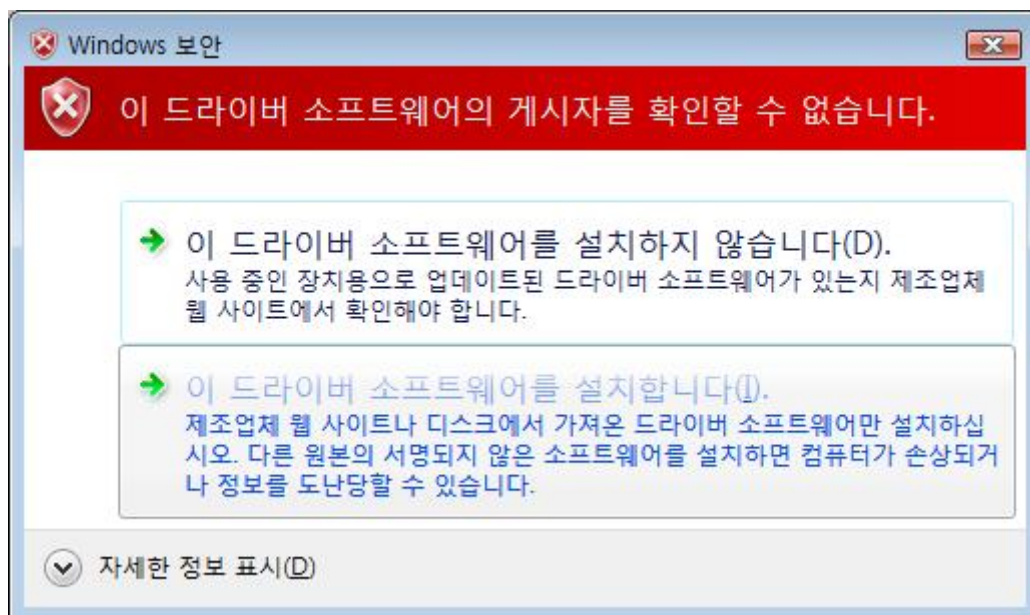 Windows 보안
이 드라이버 소프트웨어의 게시자를 확인할 수 없습니다.
이 드라이버 소프트웨어를 설치하지 않습니다(D).
사용 중인 장치용으로 업데이트된 드라이버 소프트웨어가 있는지 제조업체
웹 사이트에서 확인해야 합니다.
이 드라이버 소프트웨어를 설치합니다(I).
제조업체 웹 사이트나 디스크에서 가져온 드라이버 소프트웨어만 설치하십
시오. 다른 원본의 서명되지 않은 소프트웨어를 설치하면 컴퓨터가 손상되거
나 정보를 도난당할 수 있습니다.
자세한 정보 표시(D)